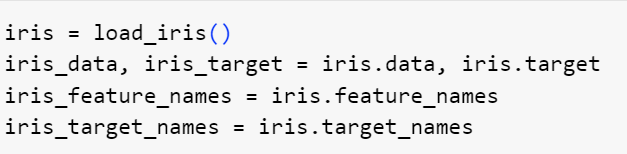 iris = load_iris()
iris_data, iris_target = iris.data, iris.target
iris_feature_names = iris.feature_names
iris_target_names = iris.target_names